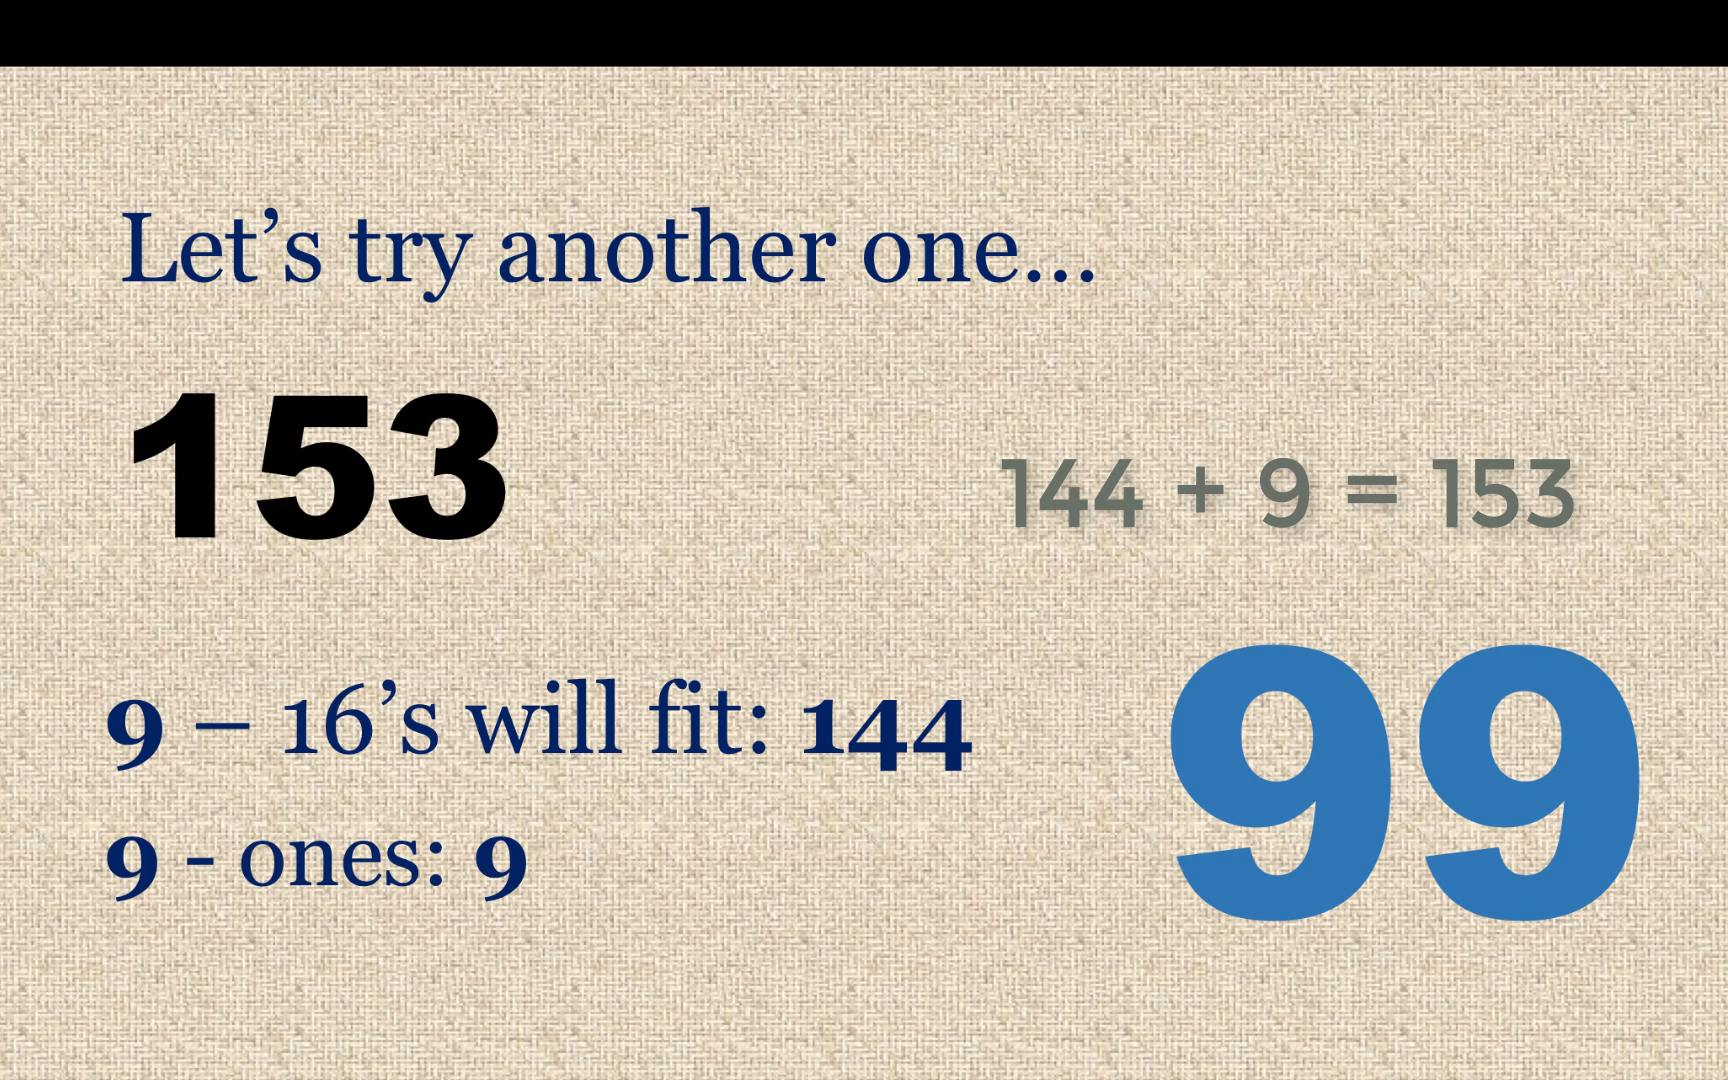 Let’s try another one...
153
144 + 9 = 153
9 – 16’s will fit: 144
9 - ones: 9
99